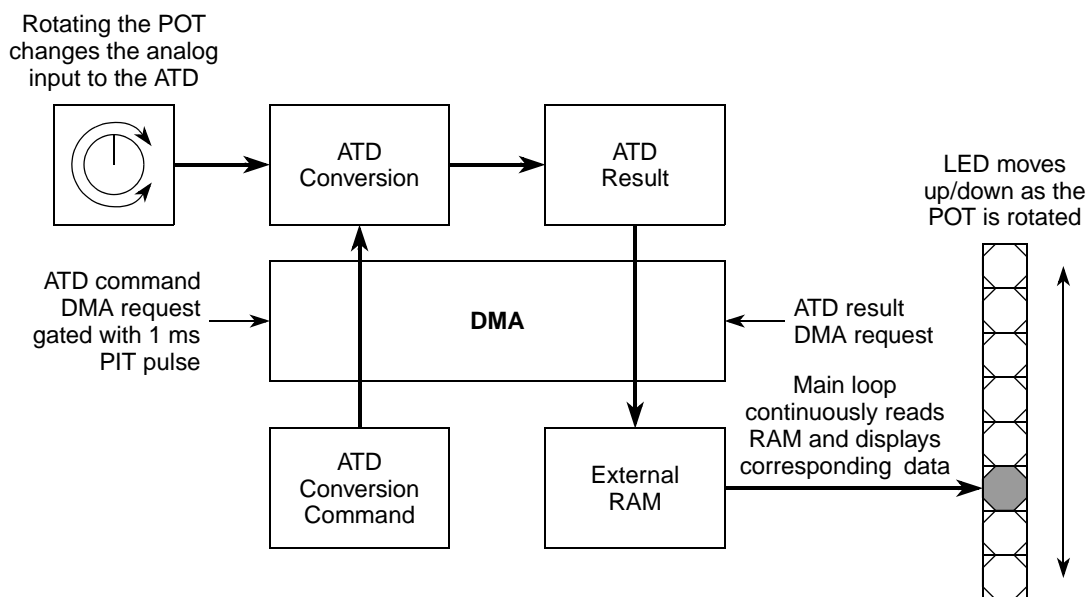 Rotating the POT
changes the analog
input to the ATD
ATD
Conversion
ATD
Result
LED moves
up/down as the
POT is rotated
ATD command
DMA request
gated with 1 ms
PIT pulse
DMA
ATD result
DMA request
Main loop
continuously reads
RAM and displays
corresponding data
ATD
Conversion
Command
External
RAM